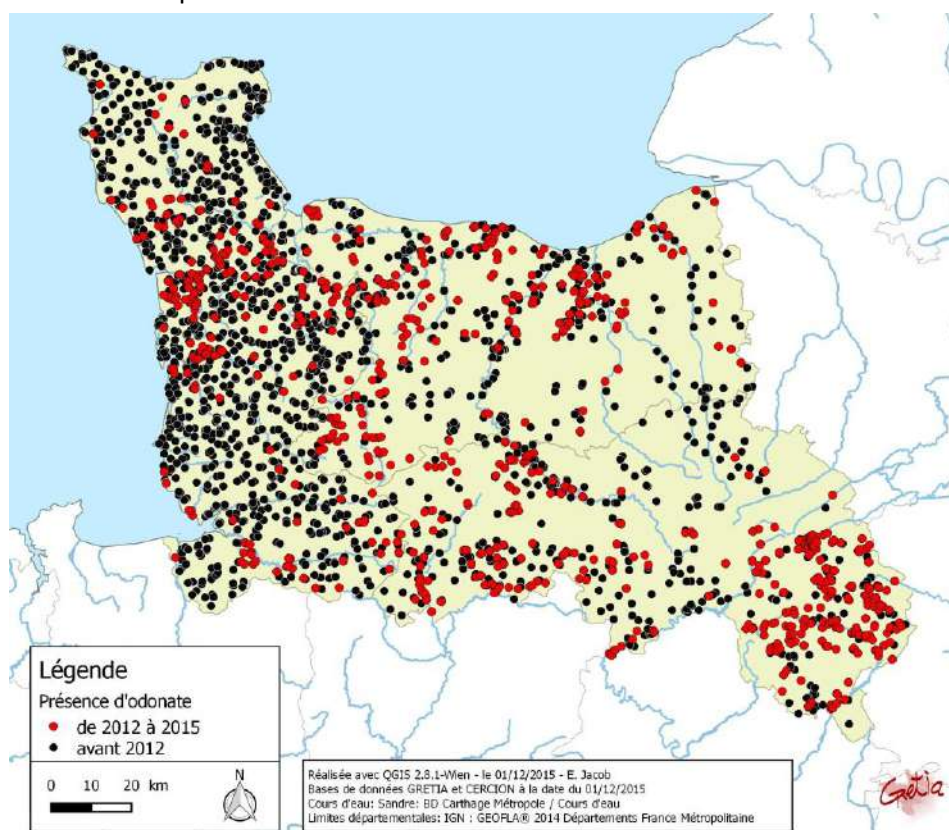 Légende
Présence d'odonate
de 2012 à 2015
avant 2012
0 10 20 km
N
Réalisée avec QGIS 2.8.1-Wien - le 01/12/2015 - E. Jacob
Bases de données GRETIA et CERCION à la date du 01/12/2015
Cours d'eau: Sandre: BD Carthage Métropole / Cours d'eau
Limites départementales: IGN : GEOFLA® 2014 Départements France Métropolitaine
Gretia